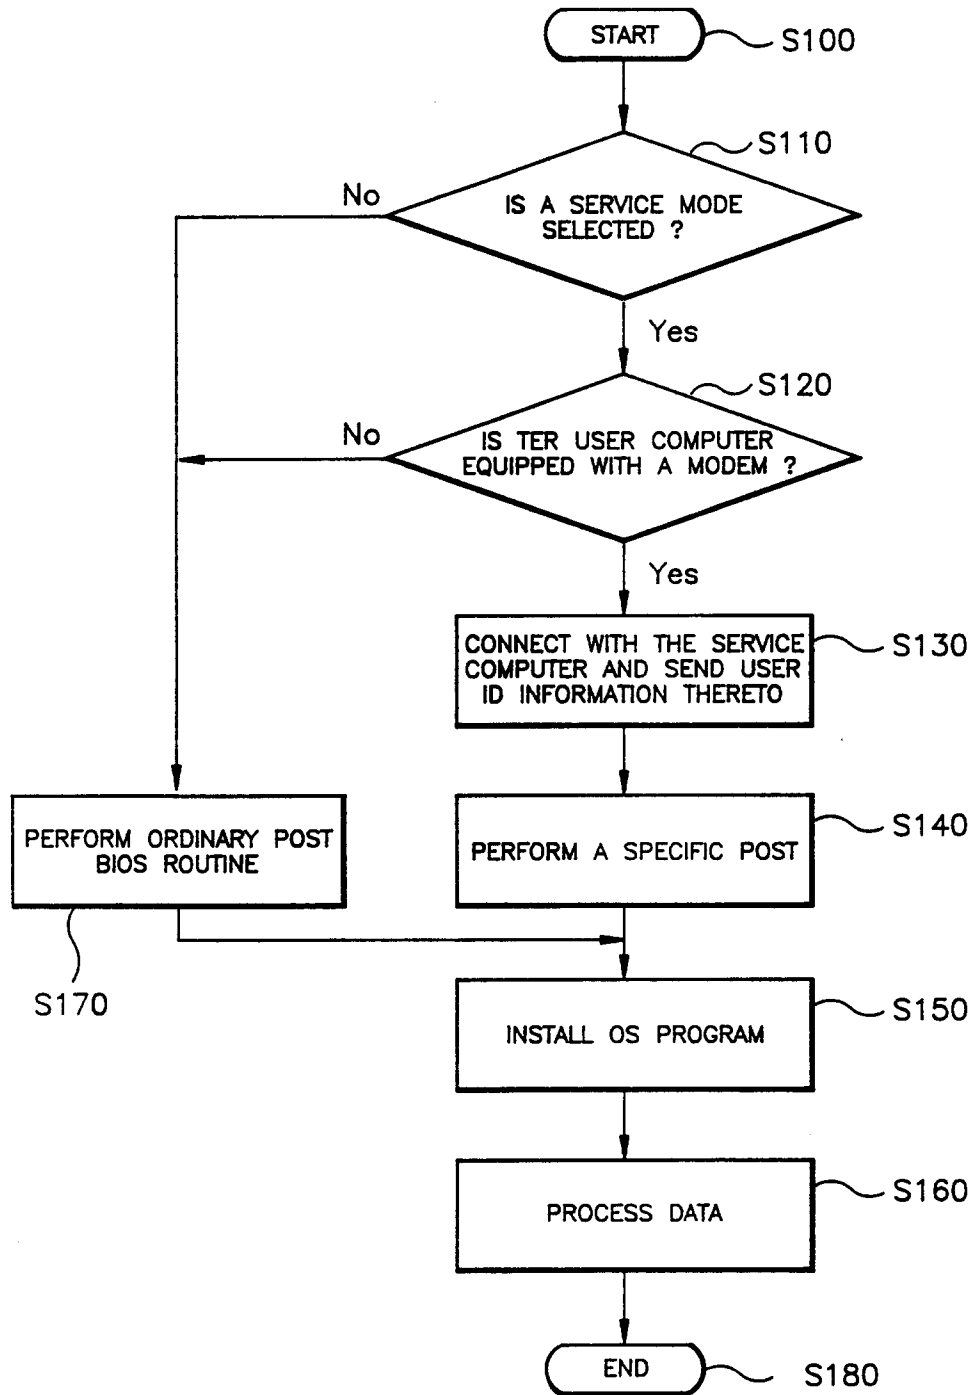 START
S100
S110
No
IS A SERVICE MODE
SELECTED ?
Yes
S120
No
IS TER USER COMPUTER
EQUIPPED WITH A MODEM ?
Yes
CONNECT WITH THE SERVICE
COMPUTER AND SEND USER
ID INFORMATION THERETO
S130
PERFORM ORDINARY POST
BIOS ROUTINE
S170
PERFORM A SPECIFIC POST
S140
INSTALL OS PROGRAM
S150
PROCESS DATA
S160
END
S180